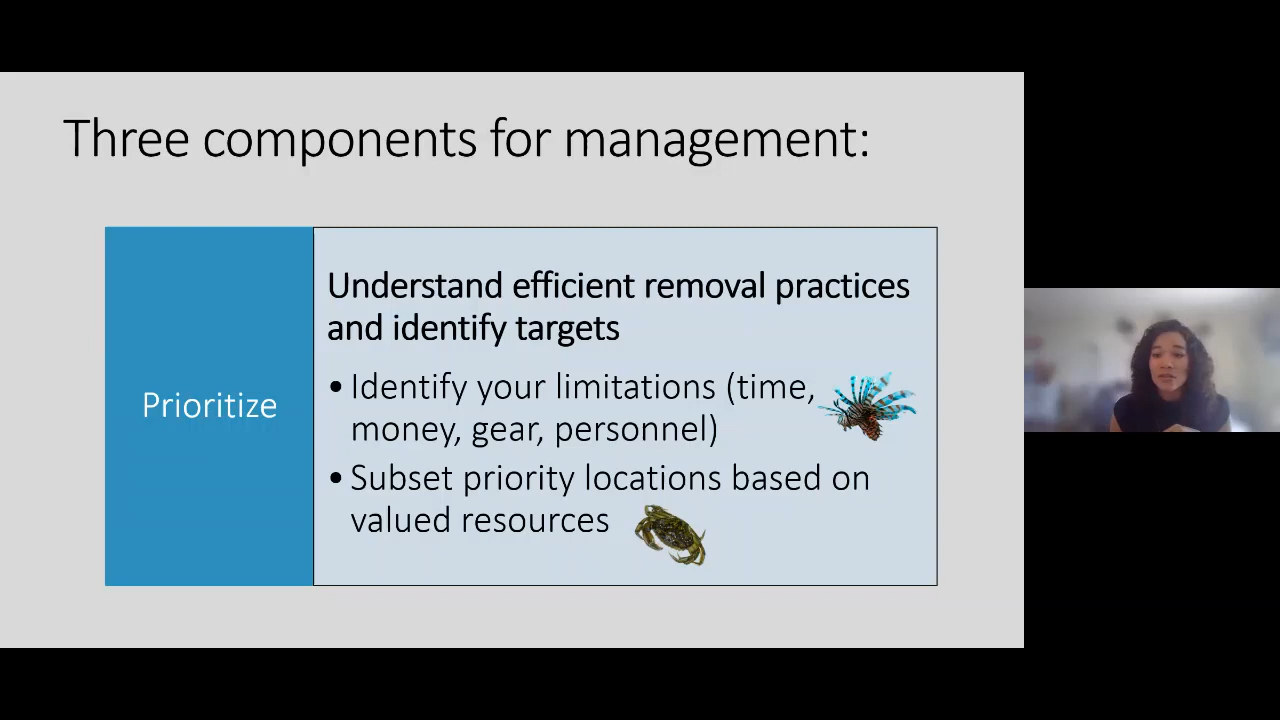 Three components for management:
Prioritize
Understand efficient removal practices
and identify targets
• Identify your limitations (time,
money, gear, personnel)
• Subset priority locations based on
valued resources